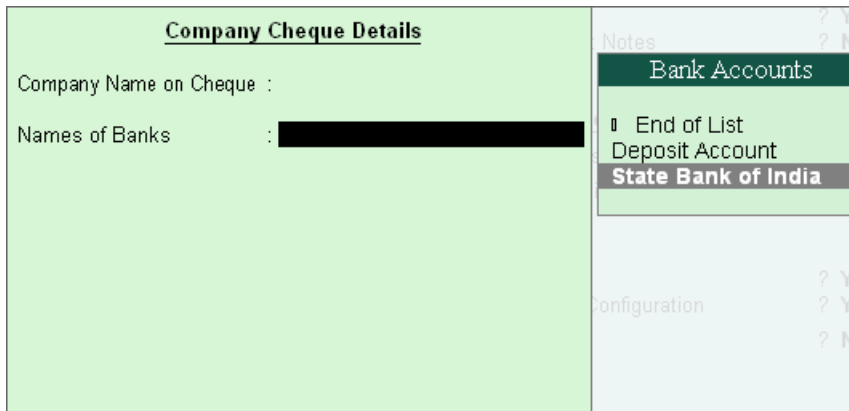 Company Cheque Details
Company Name on Cheque :
Names of Banks :
Notes ? N
Bank Accounts
End of List
Deposit Account
State Bank of India
? Y
Configuration ? Y
? N